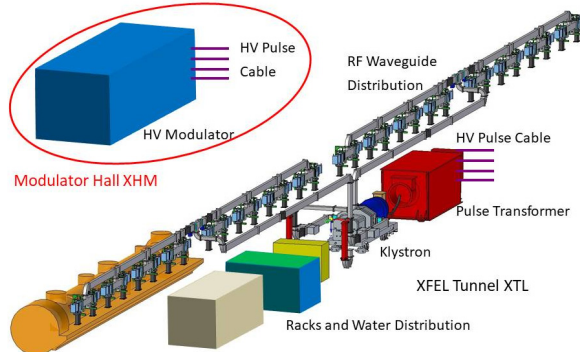 HV Pulse
Cable
HV Modulator
Modulator Hall XHM
RF Waveguide
Distribution
HV Pulse Cable
Pulse Transformer
Klystron
XFEL Tunnel XTL
Racks and Water Distribution